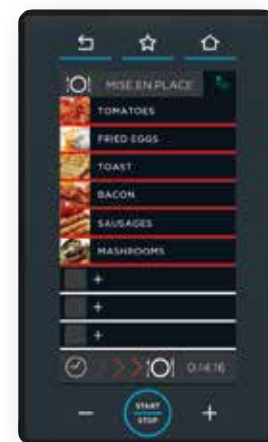 MISE EN PLACE
TOMATOES
FRIED EGGS
TOAST
BACON
SAUSAGES
MASHROOMS
+
+
+
0:14:16
− START STOP +